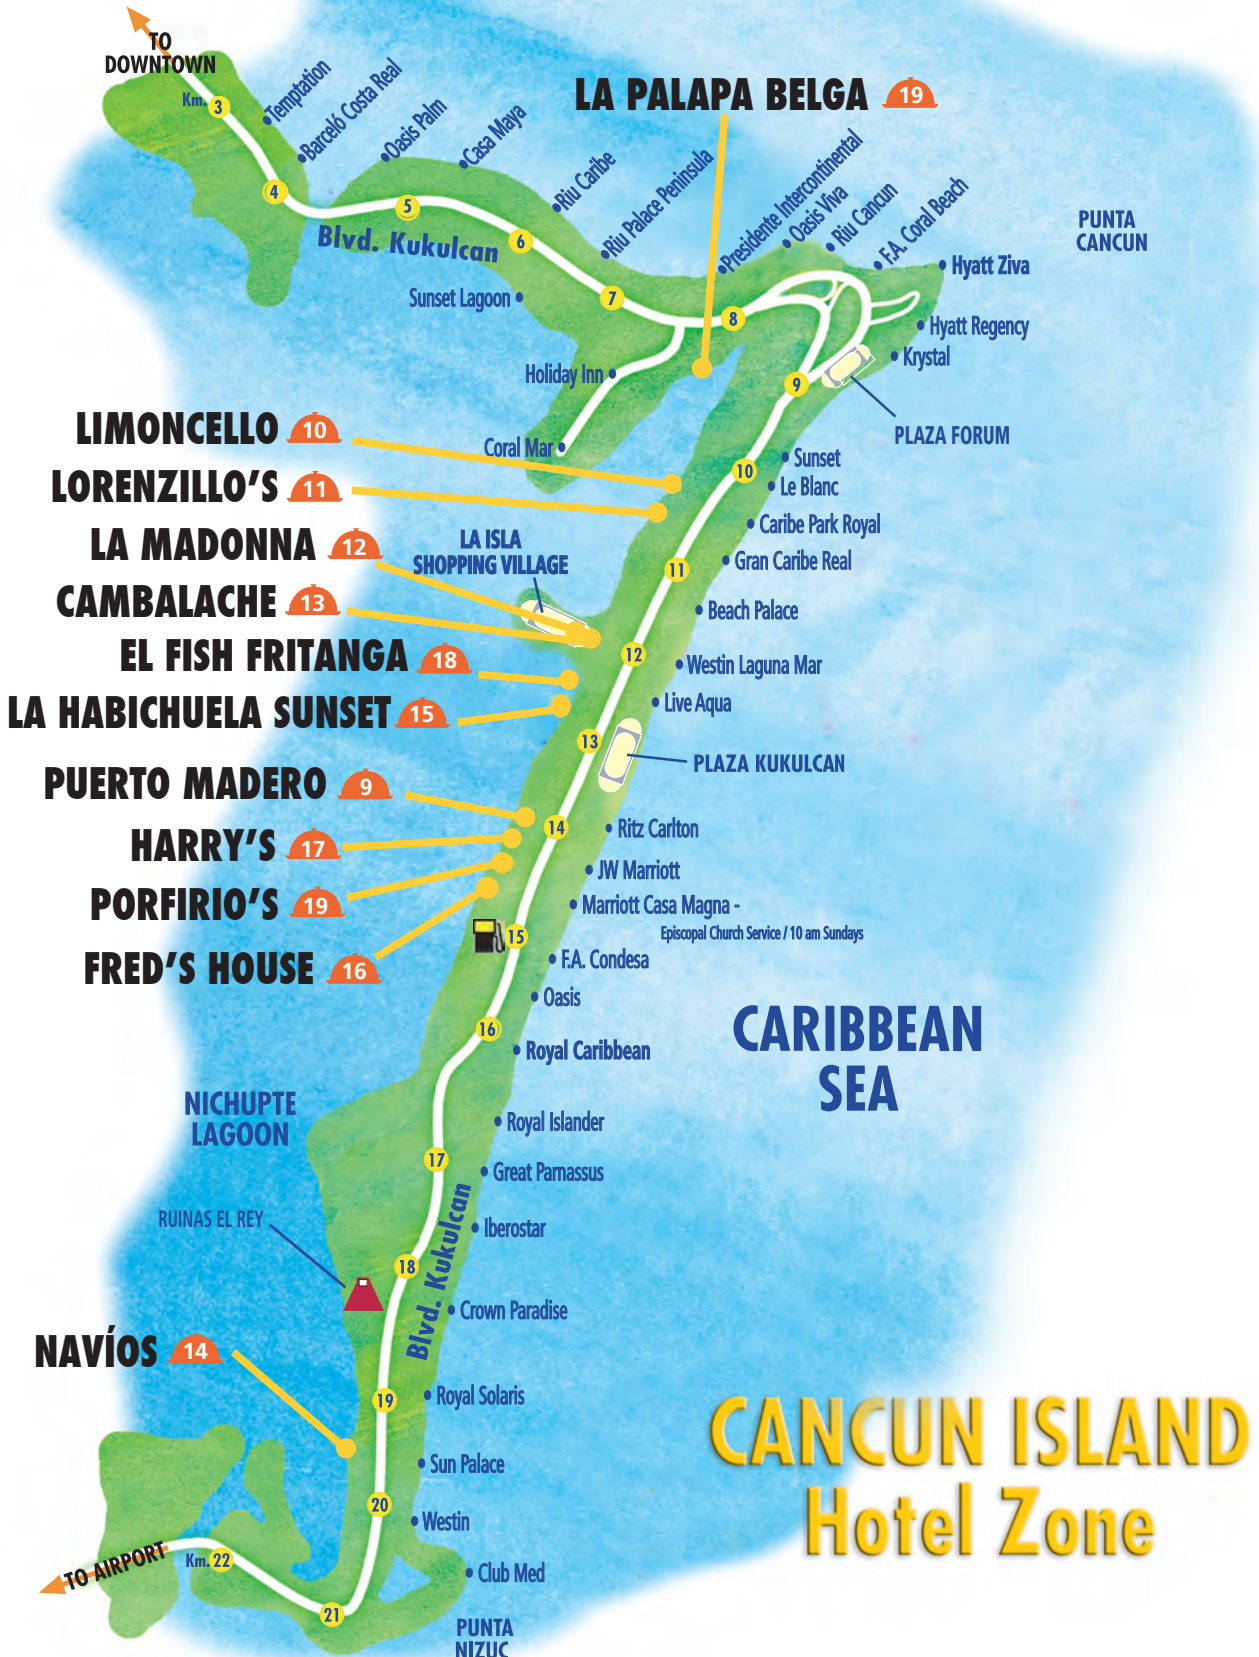 TO
DOWNTOWN
Km. 3
Temptation
Barceló Costa Real
Oasis Palm
Casa Maya
Riu Caribe
Riu Palace Peninsula
LA PALAPA BELGA 19
Presidente Intercontinental
Oasis Viva
Riu Cancun
F.A. Coral Beach
Hyatt Ziva
PUNTA
CANCUN
4
5
Blvd. Kukulcan
6
7
8
9
Sunset Lagoon
Hyatt Regency
Krystal
Holiday Inn
PLAZA FORUM
LIMONCELLO 10
Coral Mar
10
Sunset
Le Blanc
LORENZILLO'S 11
Caribe Park Royal
LA MADONNA 12
LA ISLA
SHOPPING VILLAGE
11
Gran Caribe Real
CAMBALACHE 13
Beach Palace
EL FISH FRITANGA 18
12
Westin Laguna Mar
LA HABICHUELA SUNSET 15
Live Aqua
13
PLAZA KUKULCAN
PUERTO MADERO 9
14
Ritz Carlton
HARRY'S 17
JW Marriott
PORFIRIO'S 19
Marriott Casa Magna -
Episcopal Church Service / 10 am Sundays
15
FRED'S HOUSE 16
F.A. Condesa
Oasis
16
Royal Caribbean
CARIBBEAN
SEA
NICHUPTE
LAGOON
Royal Islander
17
Great Parnassus
RUINAS EL REY
Iberostar
18
Blvd. Kukulcan
Crown Paradise
NAVÍOS 14
19
Royal Solaris
CANCUN ISLAND
Hotel Zone
Sun Palace
20
Westin
TO AIRPORT
Km. 22
Club Med
21
PUNTA
NIZUC